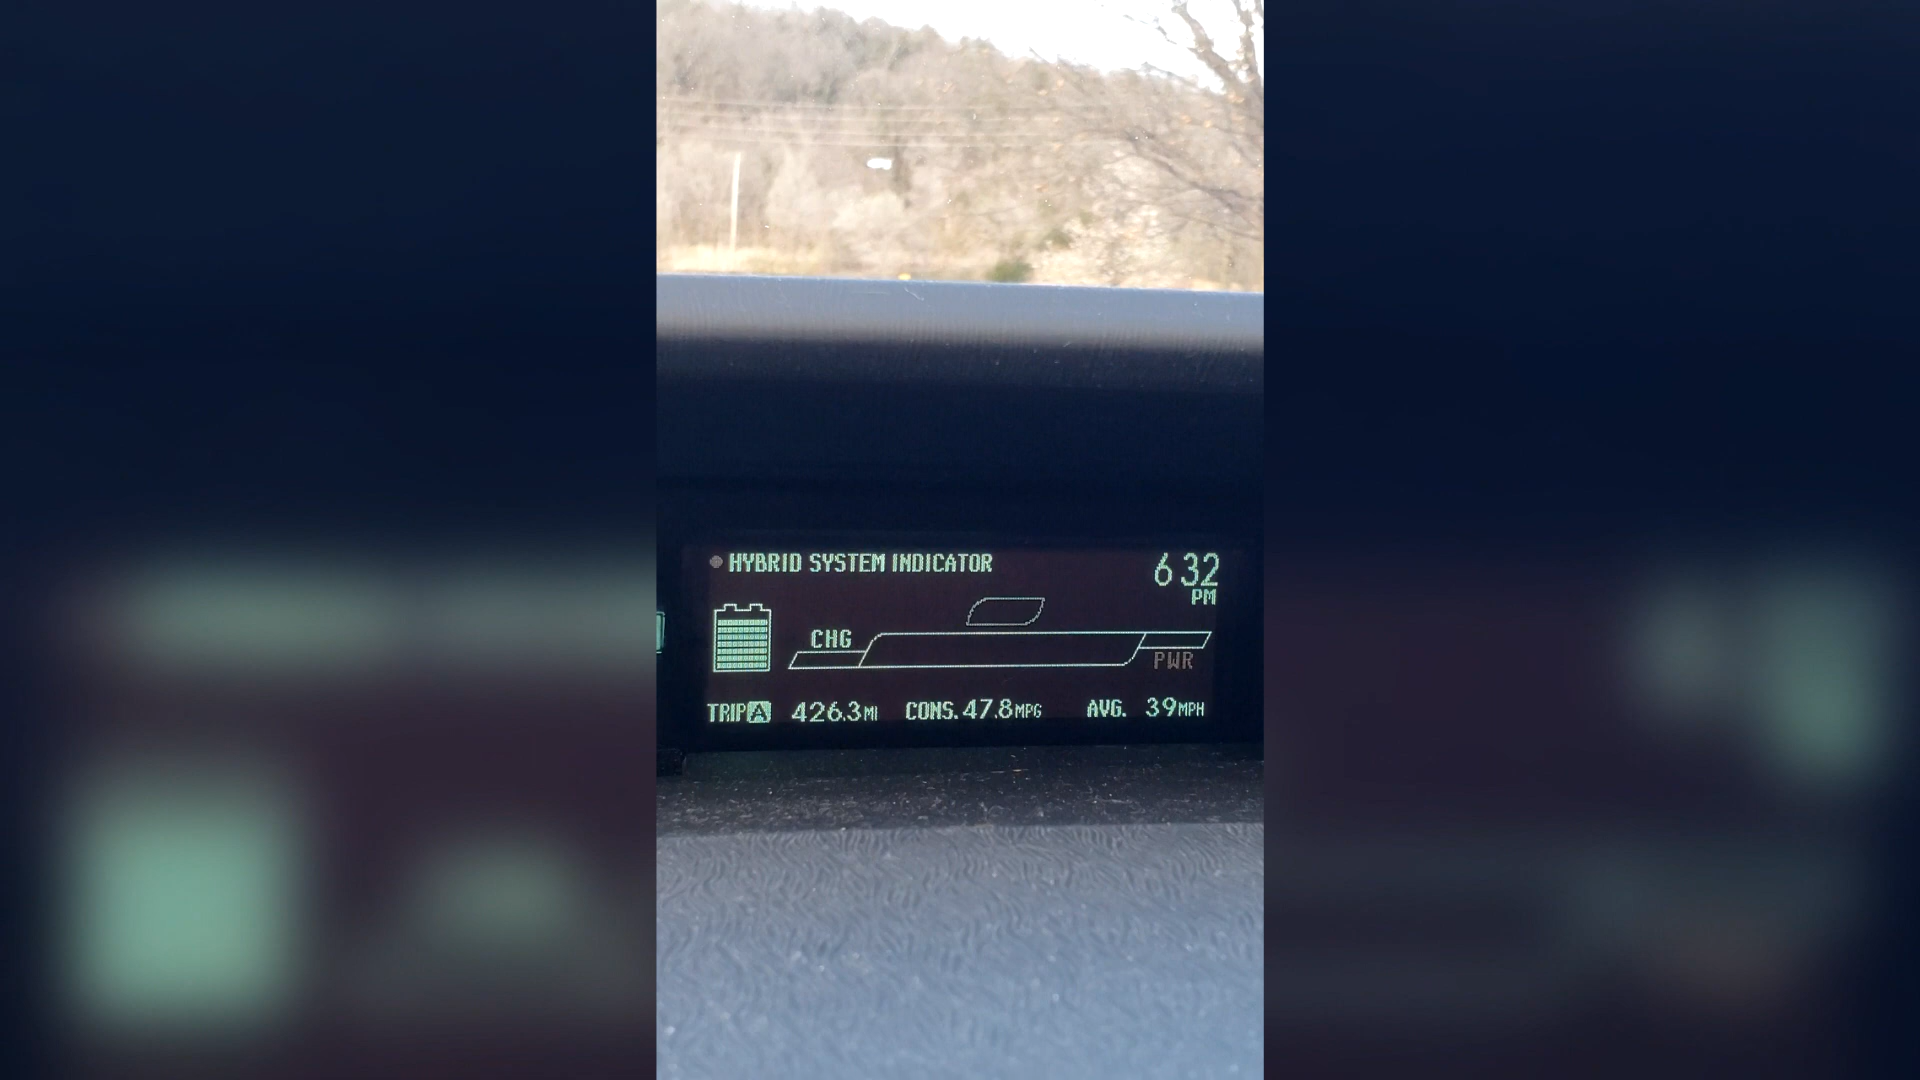 HYBRID SYSTEM INDICATOR
6 32
PM
CHG
PWR
TRIP A 426.3 MI CONS. 47.8 MPG AVG. 39 MPH